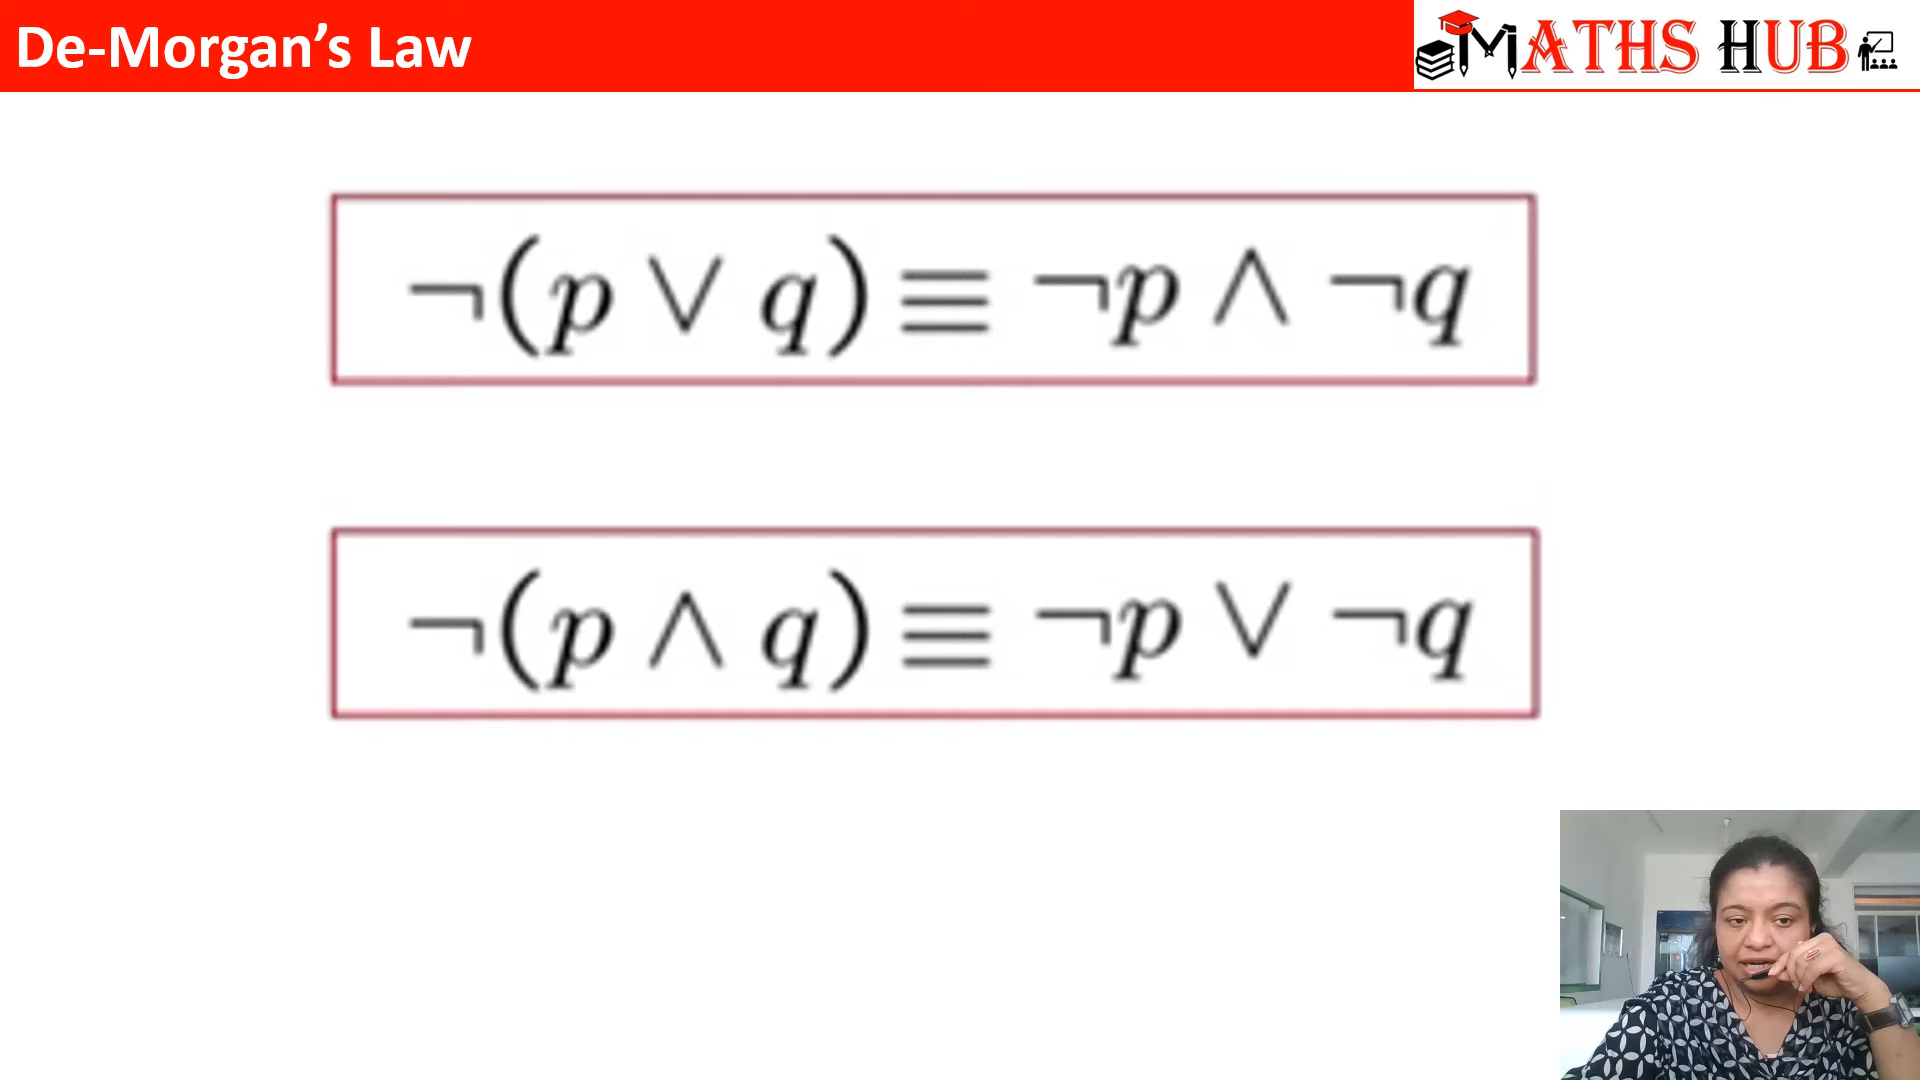 De-Morgan’s Law
MATHS HUB
¬(p ∨ q) ≡ ¬p ∧ ¬q
¬(p ∧ q) ≡ ¬p ∨ ¬q